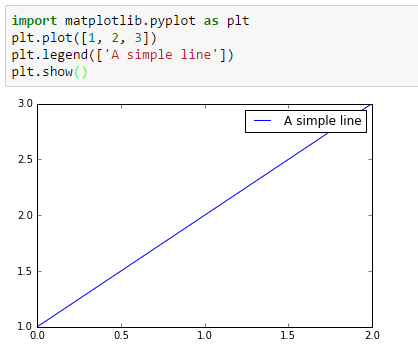 import matplotlib.pyplot as plt
plt.plot([1, 2, 3])
plt.legend(['A simple line'])
plt.show()
3.0
A simple line
2.5
2.0
1.5
1.0
0.0 0.5 1.0 1.5 2.0